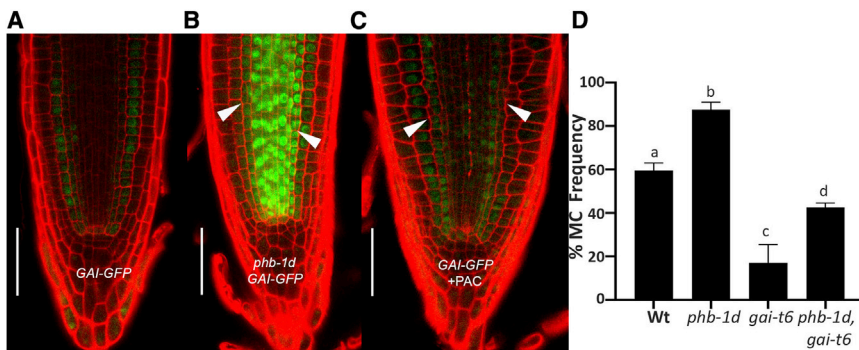 A
B
C
D
GAI-GFP
phb-1d
GAI-GFP
GAI-GFP
+PAC
% MC Frequency
100
80
60
40
20
0
a
b
c
d
Wt
phb-1d
gai-t6
phb-1d,
gai-t6